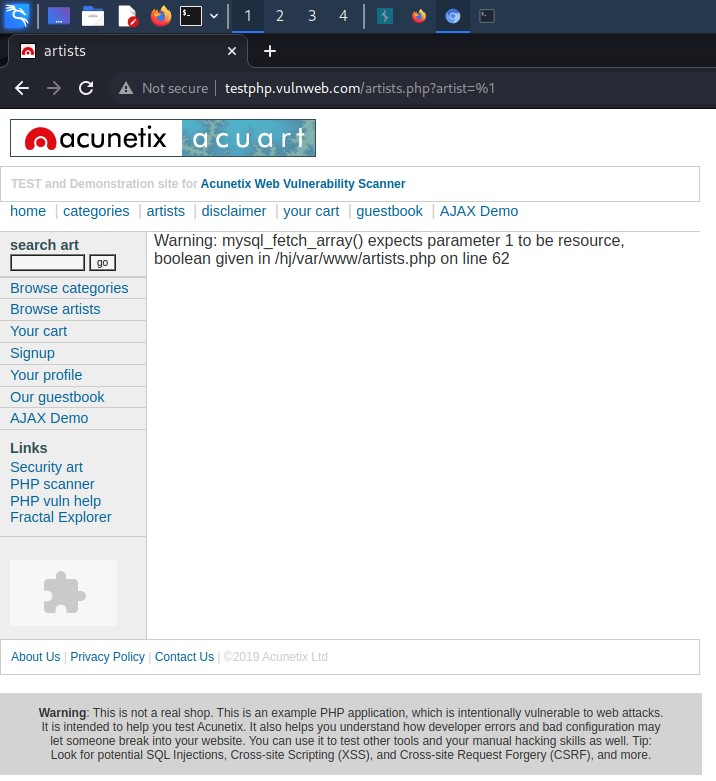 1 2 3 4
artists
Not secure testphp.vulnweb.com/artists.php?artist=%1
acunetix acuart
TEST and Demonstration site for Acunetix Web Vulnerability Scanner
home | categories | artists | disclaimer | your cart | guestbook | AJAX Demo
search art
go
Browse categories
Browse artists
Your cart
Signup
Your profile
Our guestbook
AJAX Demo
Links
Security art
PHP scanner
PHP vuln help
Fractal Explorer
Warning: mysql_fetch_array() expects parameter 1 to be resource,
boolean given in /hj/var/www/artists.php on line 62
About Us | Privacy Policy | Contact Us | ©2019 Acunetix Ltd
Warning: This is not a real shop. This is an example PHP application, which is intentionally vulnerable to web attacks.
It is intended to help you test Acunetix. It also helps you understand how developer errors and bad configuration may
let someone break into your website. You can use it to test other tools and your manual hacking skills as well. Tip:
Look for potential SQL Injections, Cross-site Scripting (XSS), and Cross-site Request Forgery (CSRF), and more.